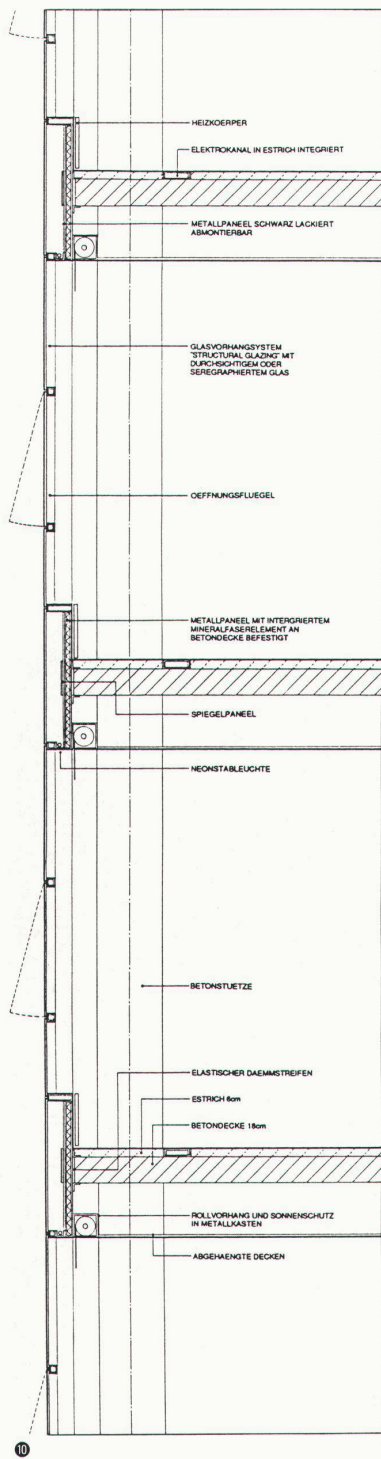 HEIZKOERPER
ELEKTROKANAL IN ESTRICH INTEGRIERT
METALLPANEEL SCHWARZ LACKIERT
ABMONTIERBAR
GLASVORHANGSYSTEM
"STRUCTURAL GLAZING" MIT
DURCHSICHTIGEM ODER
SEREGRAPHIERTEM GLAS
OEFFNUNGSFLUEGEL
METALLPANEEL MIT INTERGRIERTEM
MINERALFASERELEMENT AN
BETONDECKE BEFESTIGT
SPIEGELPANEEL
NEONSTABLEUCHTE
BETONSTUETZE
ELASTISCHER DAEMMSTREIFEN
ESTRICH 6cm
BETONDECKE 18cm
ROLLVORHANG UND SONNENSCHUTZ
IN METALLKASTEN
ABGEHAENGTE DECKEN
10